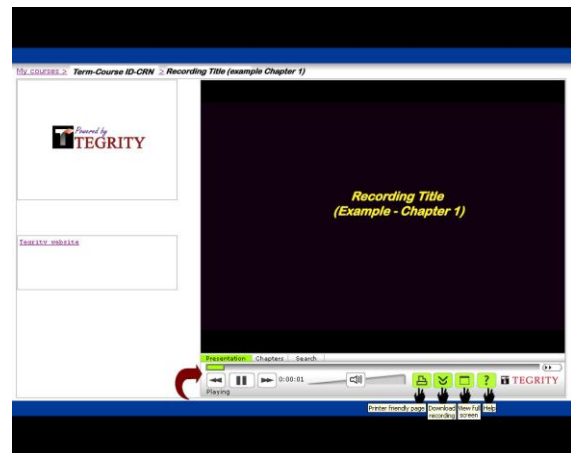 My courses > Term-Course ID-CRN > Recording Title (example Chapter 1)
Powered by
TEGRITY
Recording Title
(Example - Chapter 1)
Tegrity website
Presentation Chapters Search
0:00:01
TEGRITY
Playing
Printer friendly page Download recording View full screen Help